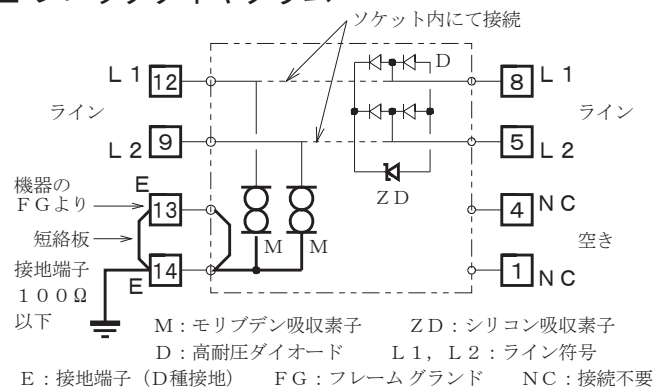 ソケット内にて接続
L 1
12
D
8
L 1
ライン
ライン
L 2
9
5
L 2
ZD
機器の
FGより
E
13
4
NC
短絡板
M
M
空き
接地端子
14
1
NC
100Ω
E
以下
M：モリブデン吸収素子 ZD：シリコン吸収素子
D：高耐圧ダイオード L1，L2：ライン符号
E：接地端子（D種接地） FG：フレームグランド NC：接続不要